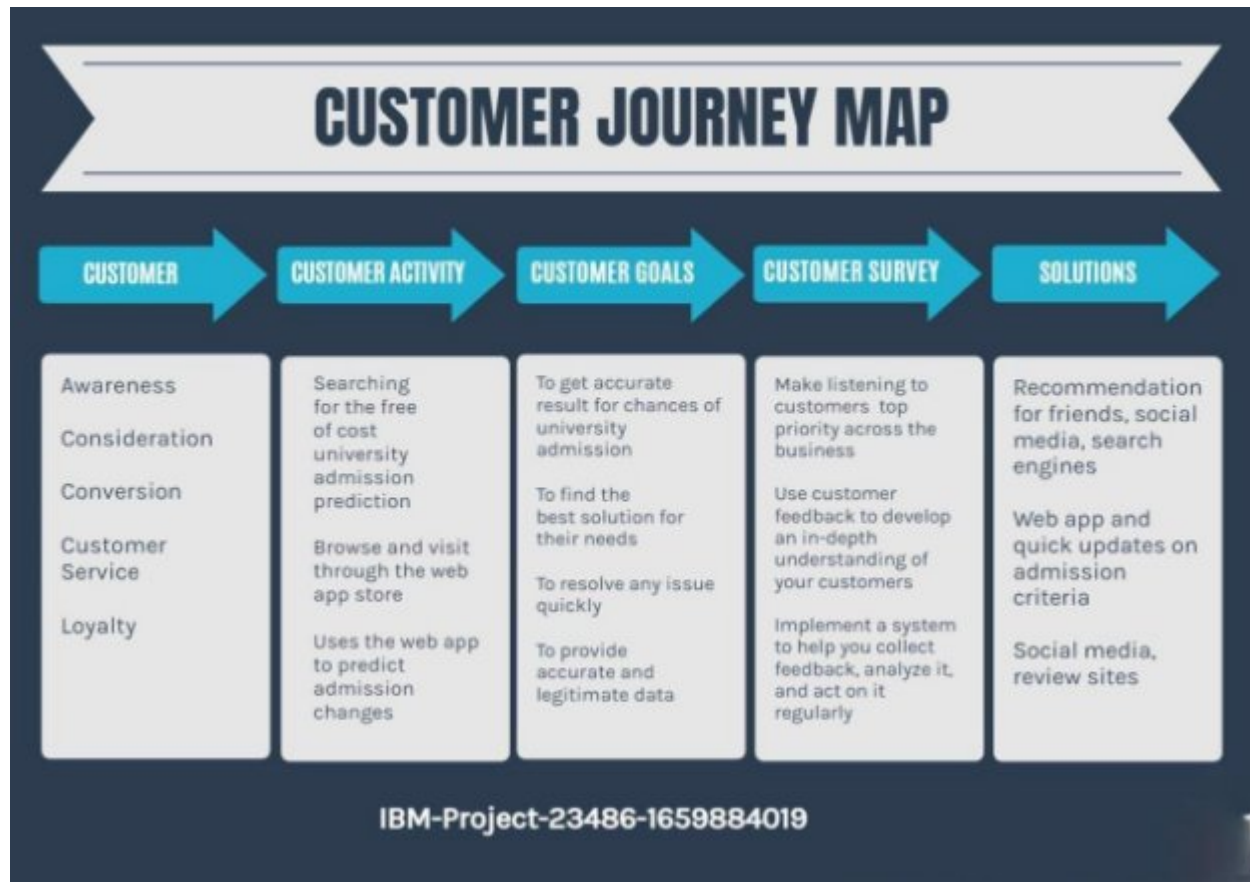 CUSTOMER JOURNEY MAP
CUSTOMER
CUSTOMER ACTIVITY
CUSTOMER GOALS
CUSTOMER SURVEY
SOLUTIONS
Awareness
Consideration
Conversion
Customer
Service
Loyalty
Searching
for the free
of cost
university
admission
prediction
Browse and visit
through the web
app store
Uses the web app
to predict
admission
changes
To get accurate
result for chances of
university
admission
To find the
best solution for
their needs
To resolve any issue
quickly
To provide
accurate and
legitimate data
Make listening to
customers top
priority across the
business
Use customer
feedback to develop
an in-depth
understanding of
your customers
Implement a system
to help you collect
feedback, analyze it,
and act on it
regularly
Recommendation
for friends, social
media, search
engines
Web app and
quick updates on
admission
criteria
Social media,
review sites
IBM-Project-23486-1659884019